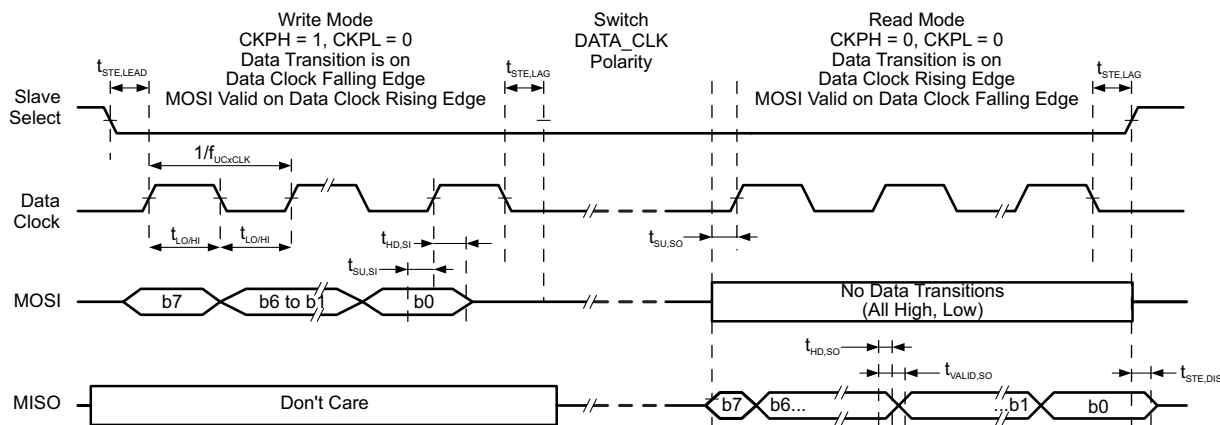 Write Mode
CKPH = 1, CKPL = 0
Data Transition is on
Data Clock Falling Edge
MOSI Valid on Data Clock Rising Edge
Switch
DATA_CLK
Polarity
Read Mode
CKPH = 0, CKPL = 0
Data Transition is on
Data Clock Rising Edge
MOSI Valid on Data Clock Falling Edge
tSTE,LEAD
tSTE,LAG
tSTE,LAG
Slave
Select
1/fUCxCLK
Data
Clock
tLO/HI
tLO/HI
tHD,SI
tSU,SI
tSU,SO
MOSI
b7
b6 to b1
b0
No Data Transitions
(All High, Low)
tHD,SO
tVALID,SO
tSTE,DIS
MISO
Don't Care
b7
b6...
...b1
b0